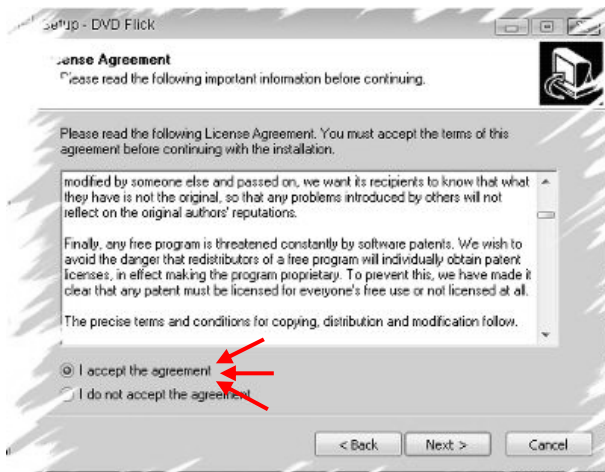 Setup - DVD Flick
License Agreement
Please read the following important information before continuing.
Please read the following License Agreement. You must accept the terms of this
agreement before continuing with the installation.
modified by someone else and passed on, we want its recipients to know that what
they have is not the original, so that any problems introduced by others will not
reflect on the original authors' reputations.
Finally, any free program is threatened constantly by software patents. We wish to
avoid the danger that redistributors of a free program will individually obtain patent
licenses, in effect making the program proprietary. To prevent this, we have made it
clear that any patent must be licensed for everyone's free use or not licensed at all.
The precise terms and conditions for copying, distribution and modification follow.
I accept the agreement
I do not accept the agreement
< Back
Next >
Cancel